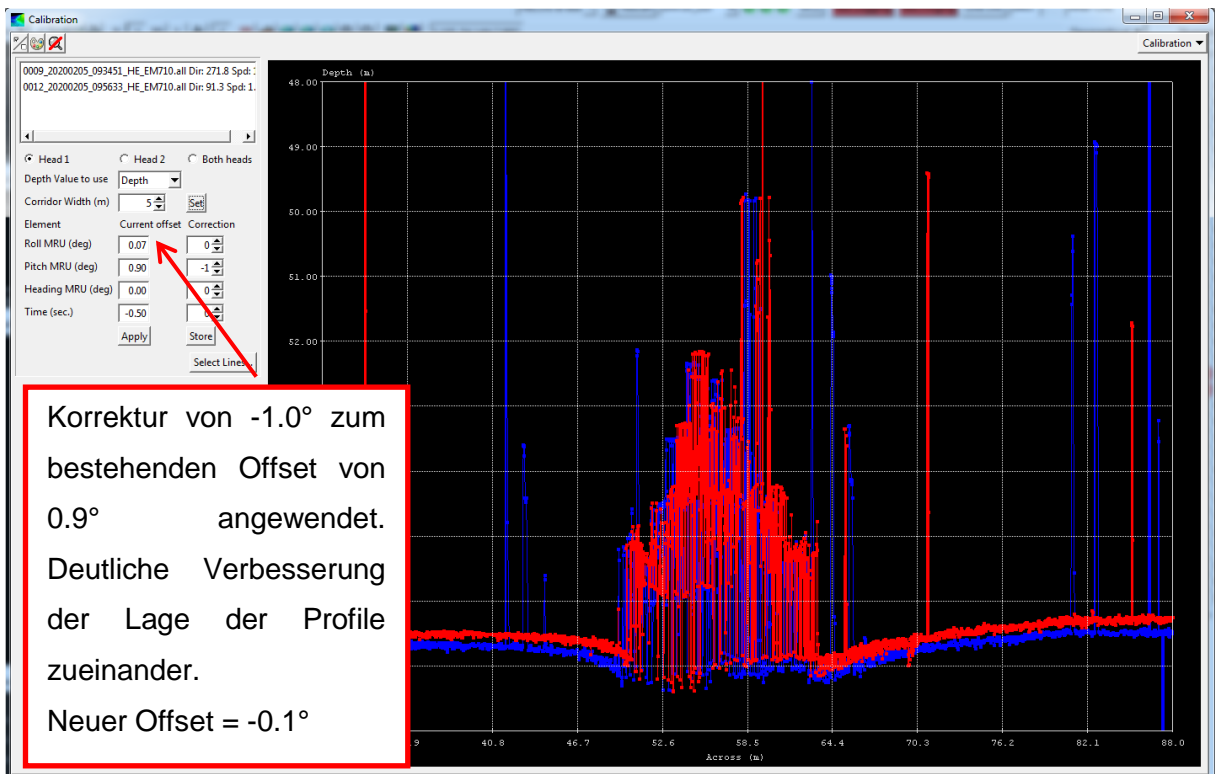 Calibration
Calibration
0009_20200205_093451_HE_EM710.all Dir: 271.8 Spd: 1
0012_20200205_095633_HE_EM710.all Dir: 91.3 Spd: 1.
Head 1 Head 2 Both heads
Depth Value to use Depth
Corridor Width (m) 5 Set
Element Current offset Correction
Roll MRU (deg) 0.07 0
Pitch MRU (deg) 0.90 -1
Heading MRU (deg) 0.00 0
Time (sec.) -0.50 0
Apply Store
Select Lines
Korrektur von -1.0° zum
bestehenden Offset von
0.9° angewendet.
Deutliche Verbesserung
der Lage der Profile
zueinander.
Neuer Offset = -0.1°
Depth (m)
48.00
49.00
50.00
51.00
52.00
.9 40.8 46.7 52.6 58.5 64.4 70.3 76.2 82.1 88.0
Across (m)